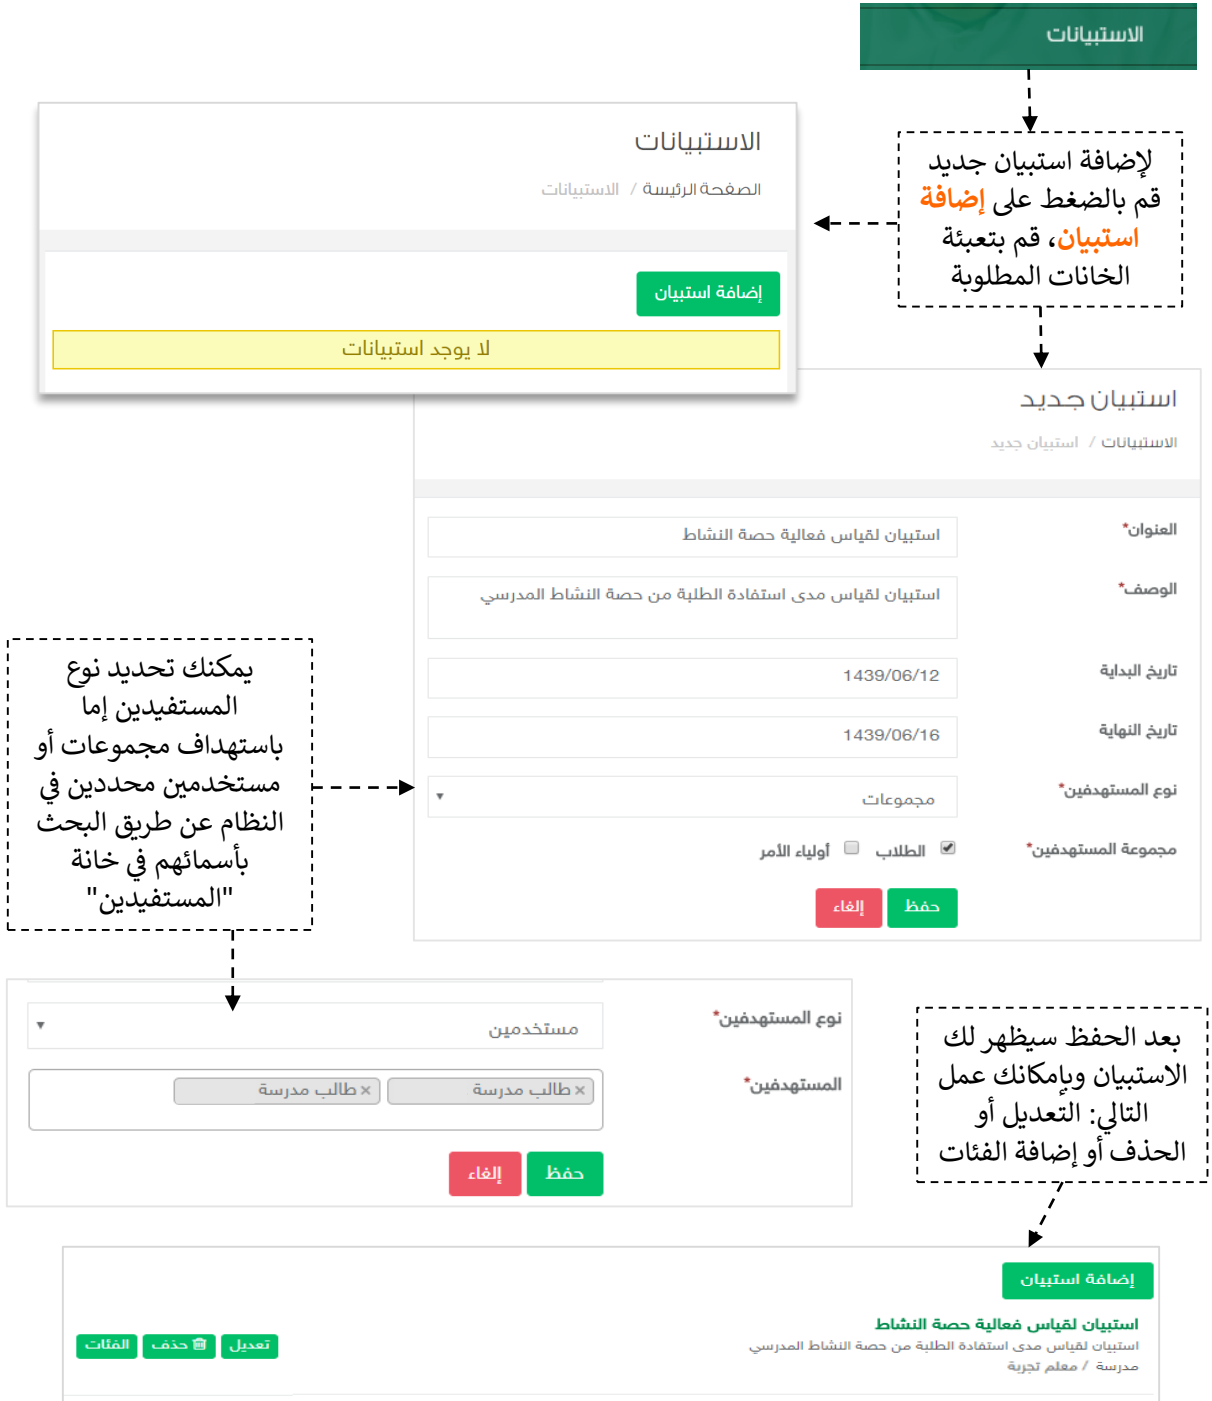 الاستبيانات
لإضافة استبيان جديد
قم بالضغط على إضافة
استبيان، قم بتعبئة
الخانات المطلوبة
الاستبيانات
الصفحة الرئيسة / الاستبيانات
إضافة استبيان
لا يوجد استبيانات
استبيان جديد
الاستبيانات / استبيان جديد
العنوان*
استبيان لقياس فعالية حصة النشاط
الوصف*
استبيان لقياس مدى استفادة الطلبة من حصة النشاط المدرسي
تاريخ البداية
1439/06/12
تاريخ النهاية
1439/06/16
نوع المستهدفين*
مجموعات
مجموعة المستهدفين*
الطلاب أولياء الأمر
حفظ إلغاء
يمكنك تحديد نوع
المستفيدين إما
باستهداف مجموعات أو
مستخدمين محددين في
النظام عن طريق البحث
بأسمائهم في خانة
"المستفيدين"
نوع المستهدفين*
مستخدمين
المستهدفين*
× طالب مدرسة × طالب مدرسة
حفظ إلغاء
بعد الحفظ سيظهر لك
الاستبيان وبإمكانك عمل
التالي: التعديل أو
الحذف أو إضافة الفئات
إضافة استبيان
استبيان لقياس فعالية حصة النشاط
استبيان لقياس مدى استفادة الطلبة من حصة النشاط المدرسي
مدرسة / معلم تجربة
تعديل حذف الفئات